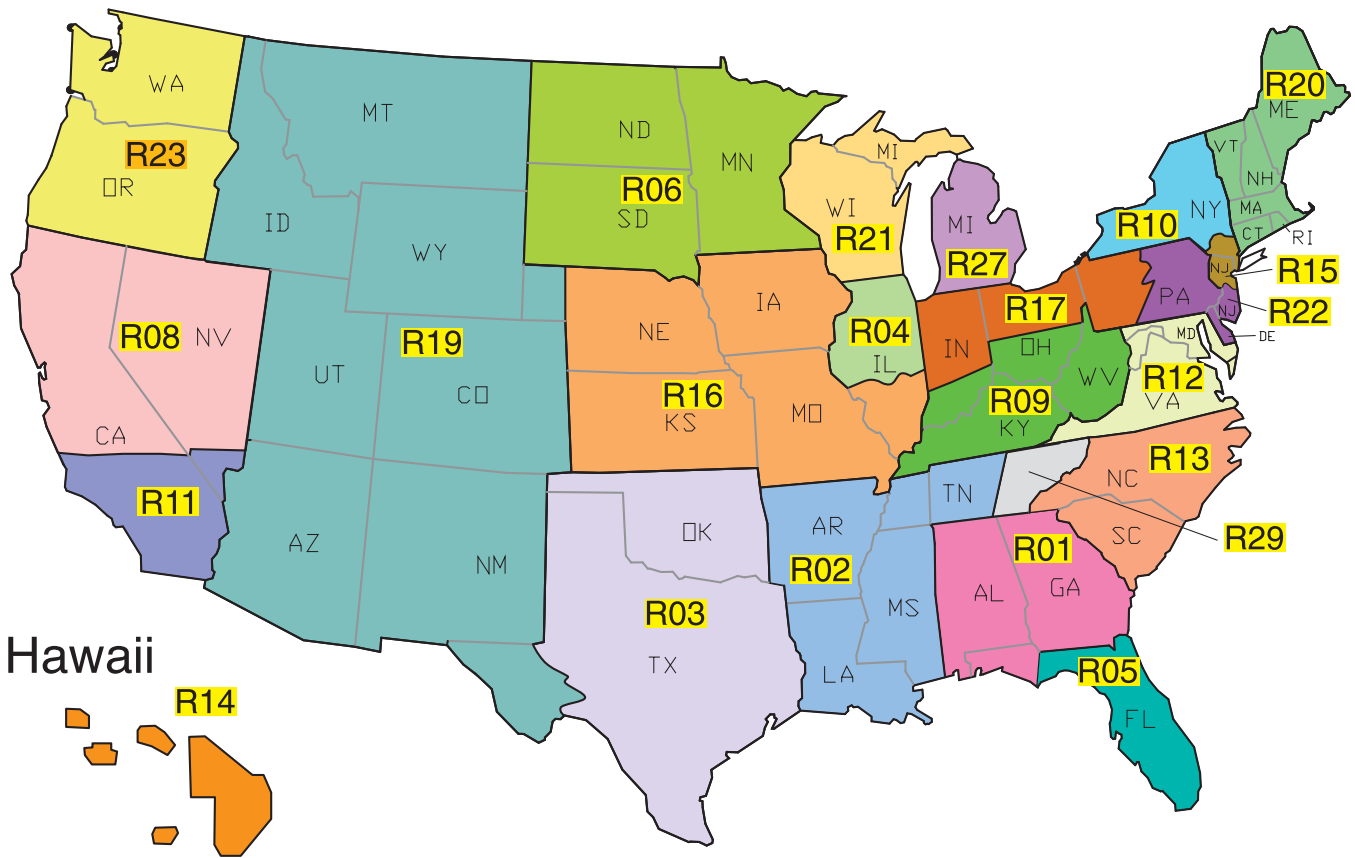 WA
MT
ND
MN
MI
R20
ME
VT
NH
MA
CT
RI
R23
OR
ID
WY
R06
SD
WI
R21
MI
R27
R10
NY
NJ
R15
PA
NJ
R22
DE
R08
NV
R19
UT
CO
NE
IA
R04
IL
IN
R17
OH
WV
MD
R12
VA
R16
KS
MO
R09
KY
CA
R11
AZ
NM
OK
AR
TN
NC
R13
SC
R29
R02
R01
R03
MS
AL
GA
TX
LA
R05
FL
Hawaii
R14